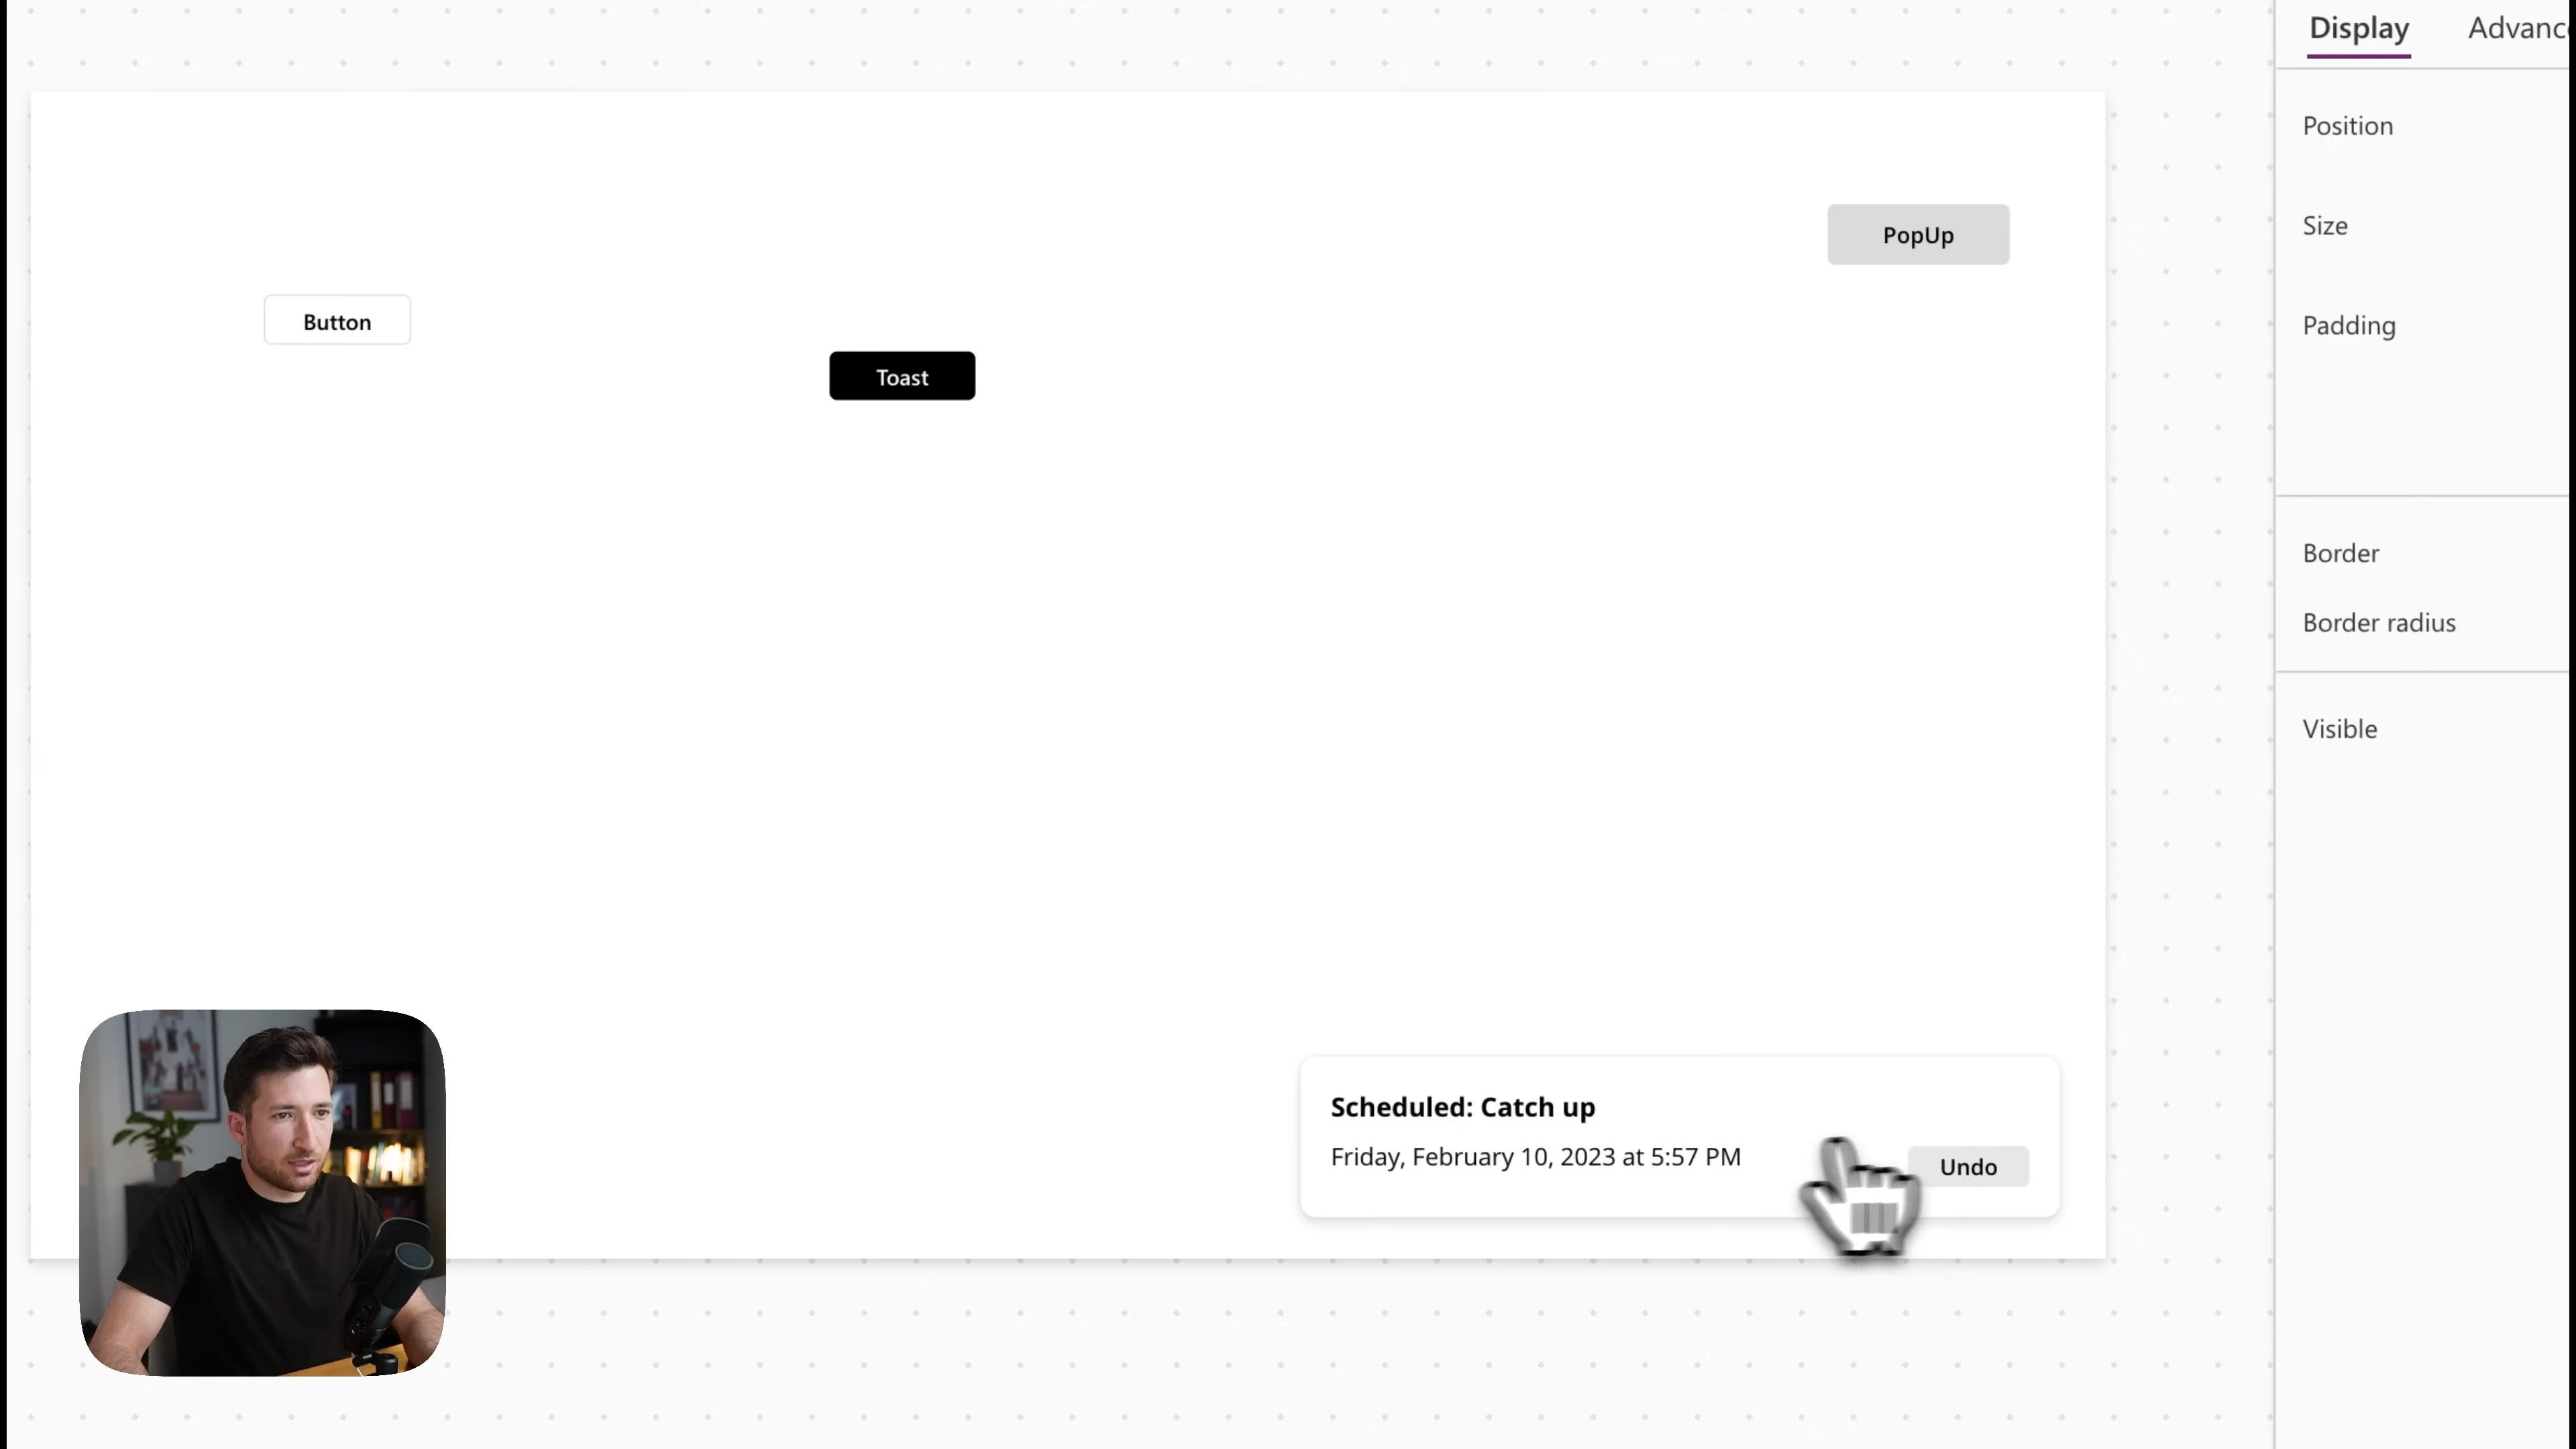 Display
Advanc
Position
PopUp
Size
Button
Padding
Toast
Border
Border radius
Visible
Scheduled: Catch up
Friday, February 10, 2023 at 5:57 PM
Undo